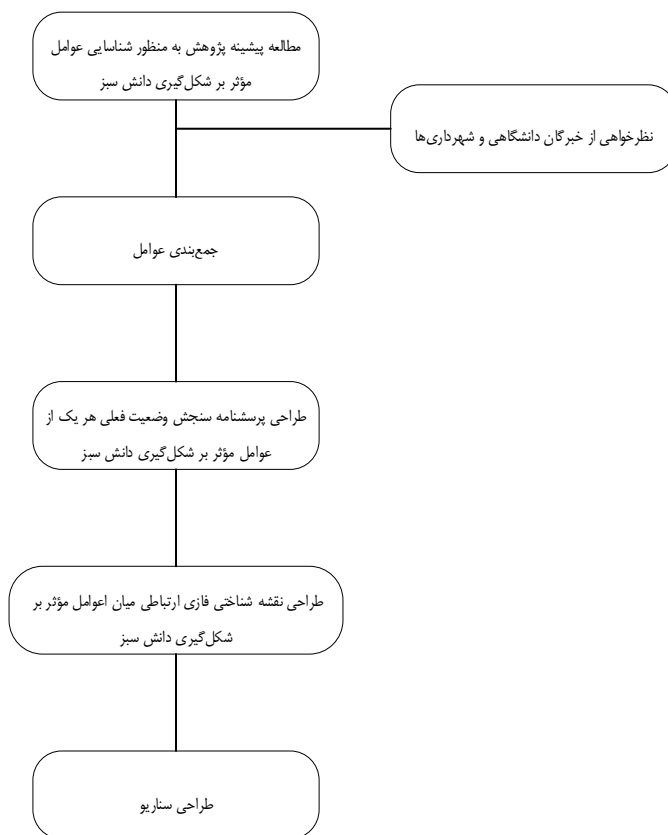 مطالعه پیشینه پژوهش به منظور شناسایی عوامل
مؤثر بر شکل‌گیری دانش سبز
نظرخواهی از خبرگان دانشگاهی و شهرداری‌ها
جمع‌بندی عوامل
طراحی پرسشنامه سنجش وضعیت فعلی هر یک از
عوامل مؤثر بر شکل‌گیری دانش سبز
طراحی نقشه شناختی فازی ارتباطی میان اعوامل مؤثر بر
شکل‌گیری دانش سبز
طراحی سناریو